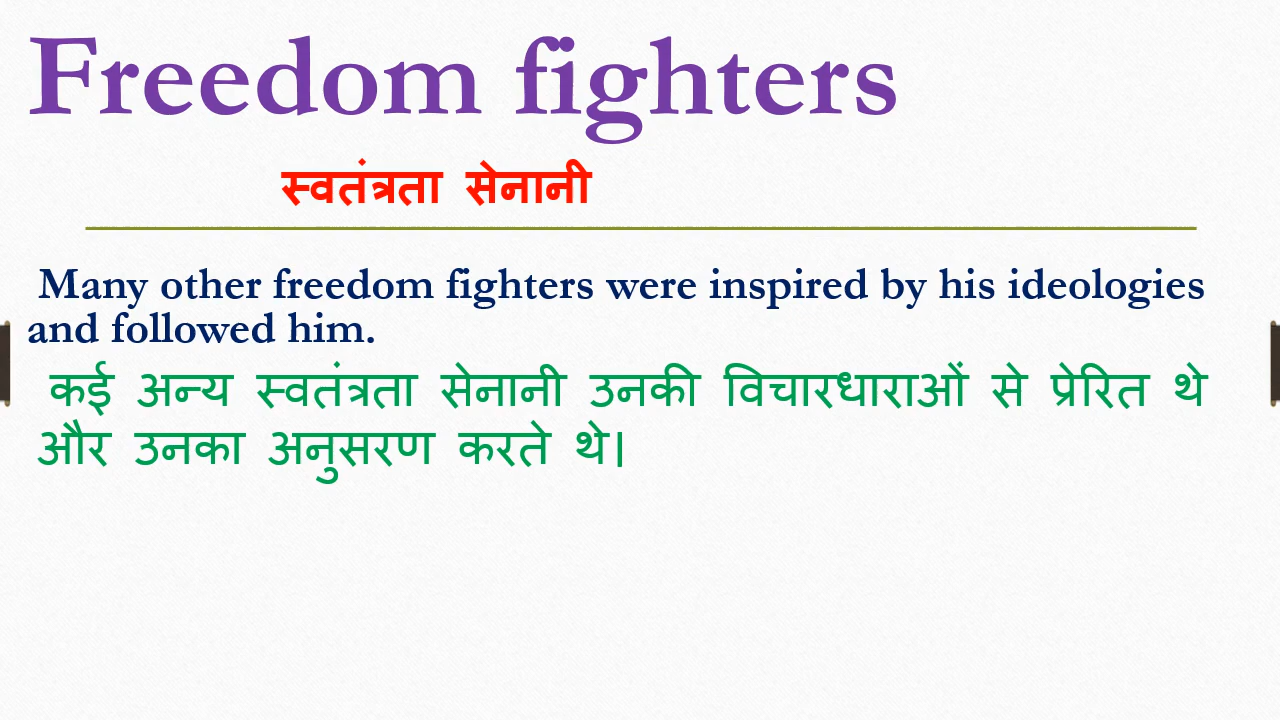 Freedom fighters
स्वतंत्रता सेनानी
Many other freedom fighters were inspired by his ideologies
and followed him.
कई अन्य स्वतंत्रता सेनानी उनकी विचारधाराओं से प्रेरित थे
और उनका अनुसरण करते थे।